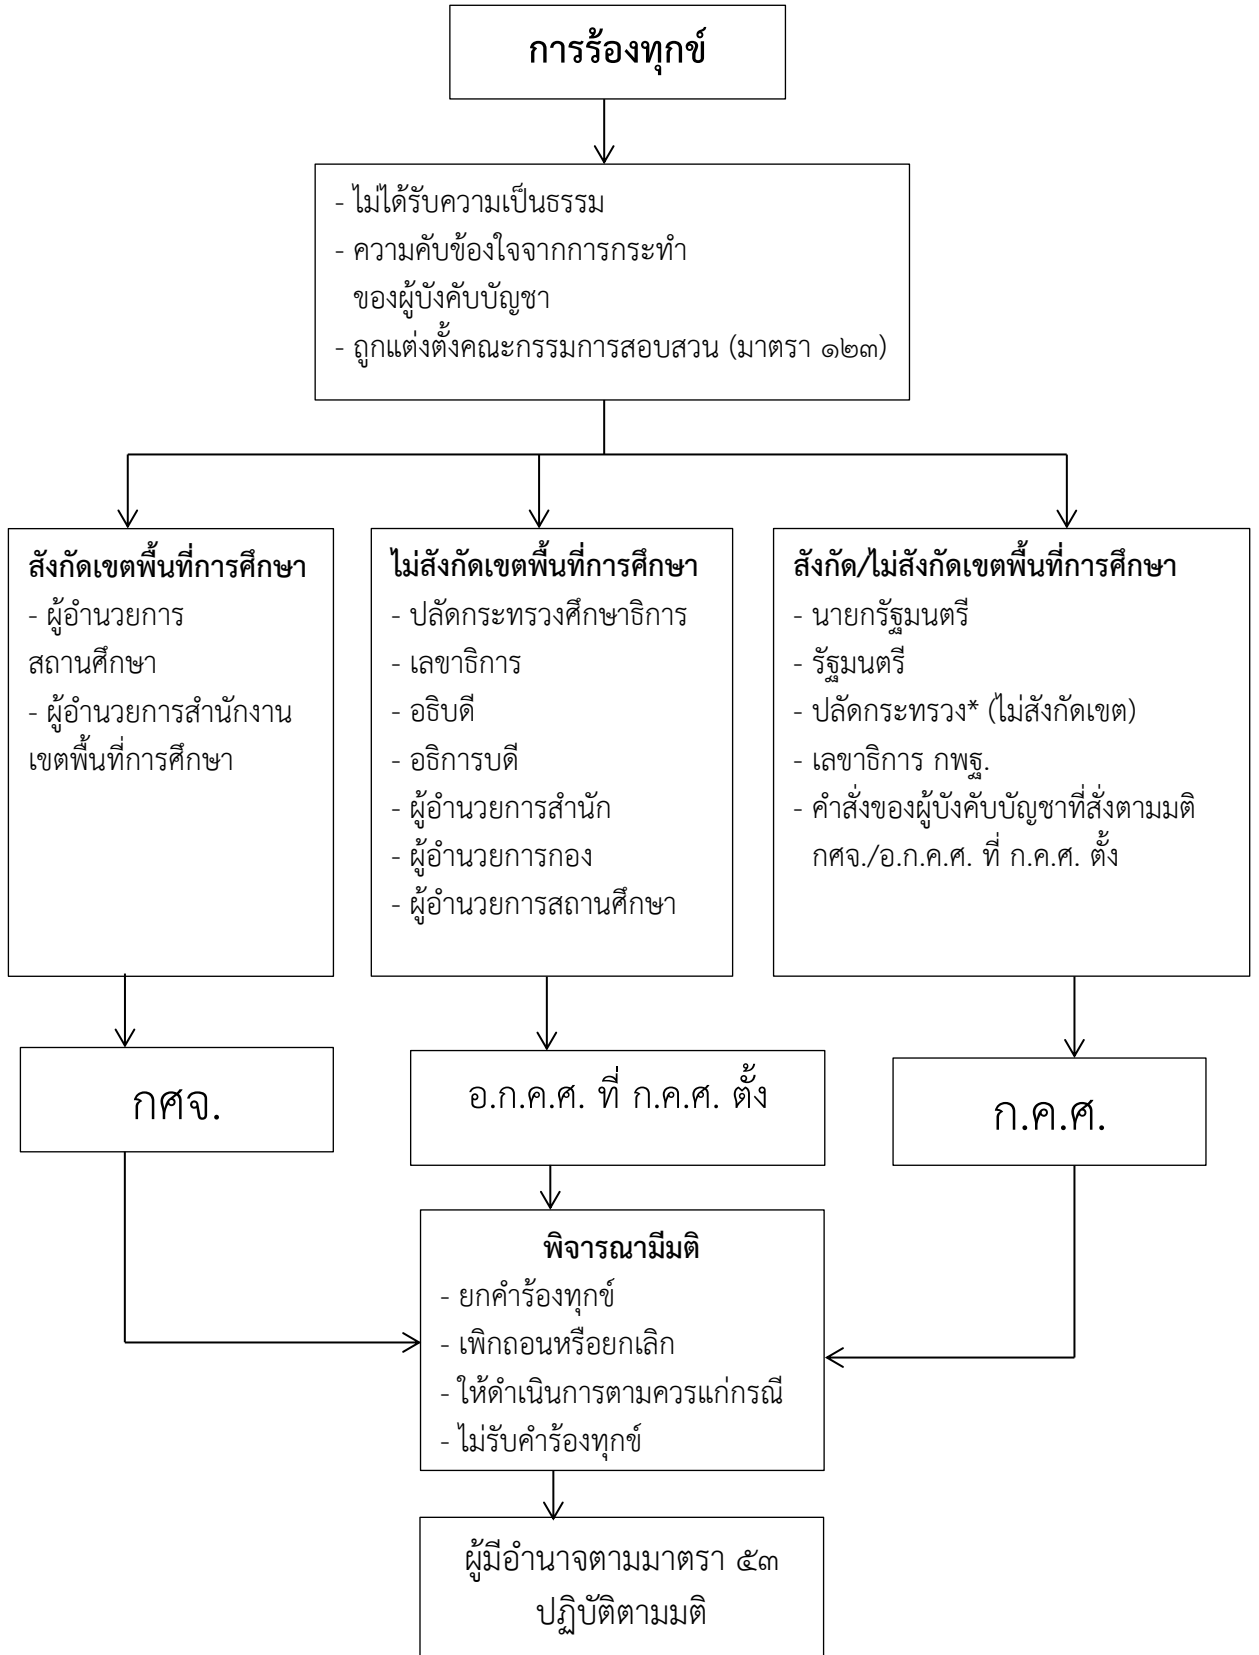 การร้องทุกข์
- ไม่ได้รับความเป็นธรรม
- ความคับข้องใจจากการกระทำ
ของผู้บังคับบัญชา
- ถูกแต่งตั้งคณะกรรมการสอบสวน (มาตรา ๑๒๓)
สังกัดเขตพื้นที่การศึกษา
- ผู้อำนวยการ
สถานศึกษา
- ผู้อำนวยการสำนักงาน
เขตพื้นที่การศึกษา
ไม่สังกัดเขตพื้นที่การศึกษา
- ปลัดกระทรวงศึกษาธิการ
- เลขาธิการ
- อธิบดี
- อธิการบดี
- ผู้อำนวยการสำนัก
- ผู้อำนวยการกอง
- ผู้อำนวยการสถานศึกษา
สังกัด/ไม่สังกัดเขตพื้นที่การศึกษา
- นายกรัฐมนตรี
- รัฐมนตรี
- ปลัดกระทรวง* (ไม่สังกัดเขต)
- เลขาธิการ กพฐ.
- คำสั่งของผู้บังคับบัญชาที่สั่งตามมติ
กศจ./อ.ก.ค.ศ. ที่ ก.ค.ศ. ตั้ง
กศจ.
อ.ก.ค.ศ. ที่ ก.ค.ศ. ตั้ง
ก.ค.ศ.
พิจารณามีมติ
- ยกคำร้องทุกข์
- เพิกถอนหรือยกเลิก
- ให้ดำเนินการตามควรแก่กรณี
- ไม่รับคำร้องทุกข์
ผู้มีอำนาจตามมาตรา ๕๓
ปฏิบัติตามมติ